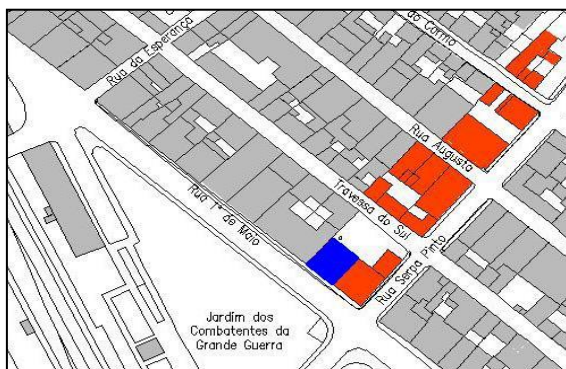 do Corrio
Rua da Esperança
Rua Augusta
Travessa do Sul
Rua 1º de Maio
Rua Serpa Pinto
Jardim dos
Combatentes da
Grande Guerra